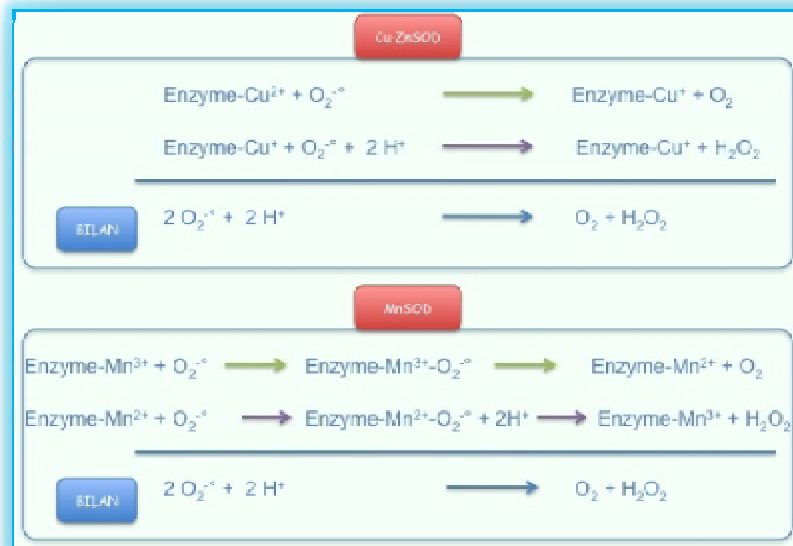 Cu-ZnSOD
Enzyme-Cu²⁺ + O₂⁻° → Enzyme-Cu⁺ + O₂
Enzyme-Cu⁺ + O₂⁻° + 2 H⁺ → Enzyme-Cu⁺ + H₂O₂
BILAN 2 O₂⁻° + 2 H⁺ → O₂ + H₂O₂
MnSOD
Enzyme-Mn³⁺ + O₂⁻° → Enzyme-Mn³⁺-O₂⁻° → Enzyme-Mn²⁺ + O₂
Enzyme-Mn²⁺ + O₂⁻° → Enzyme-Mn²⁺-O₂⁻° + 2H⁺ → Enzyme-Mn³⁺ + H₂O₂
BILAN 2 O₂⁻° + 2 H⁺ → O₂ + H₂O₂